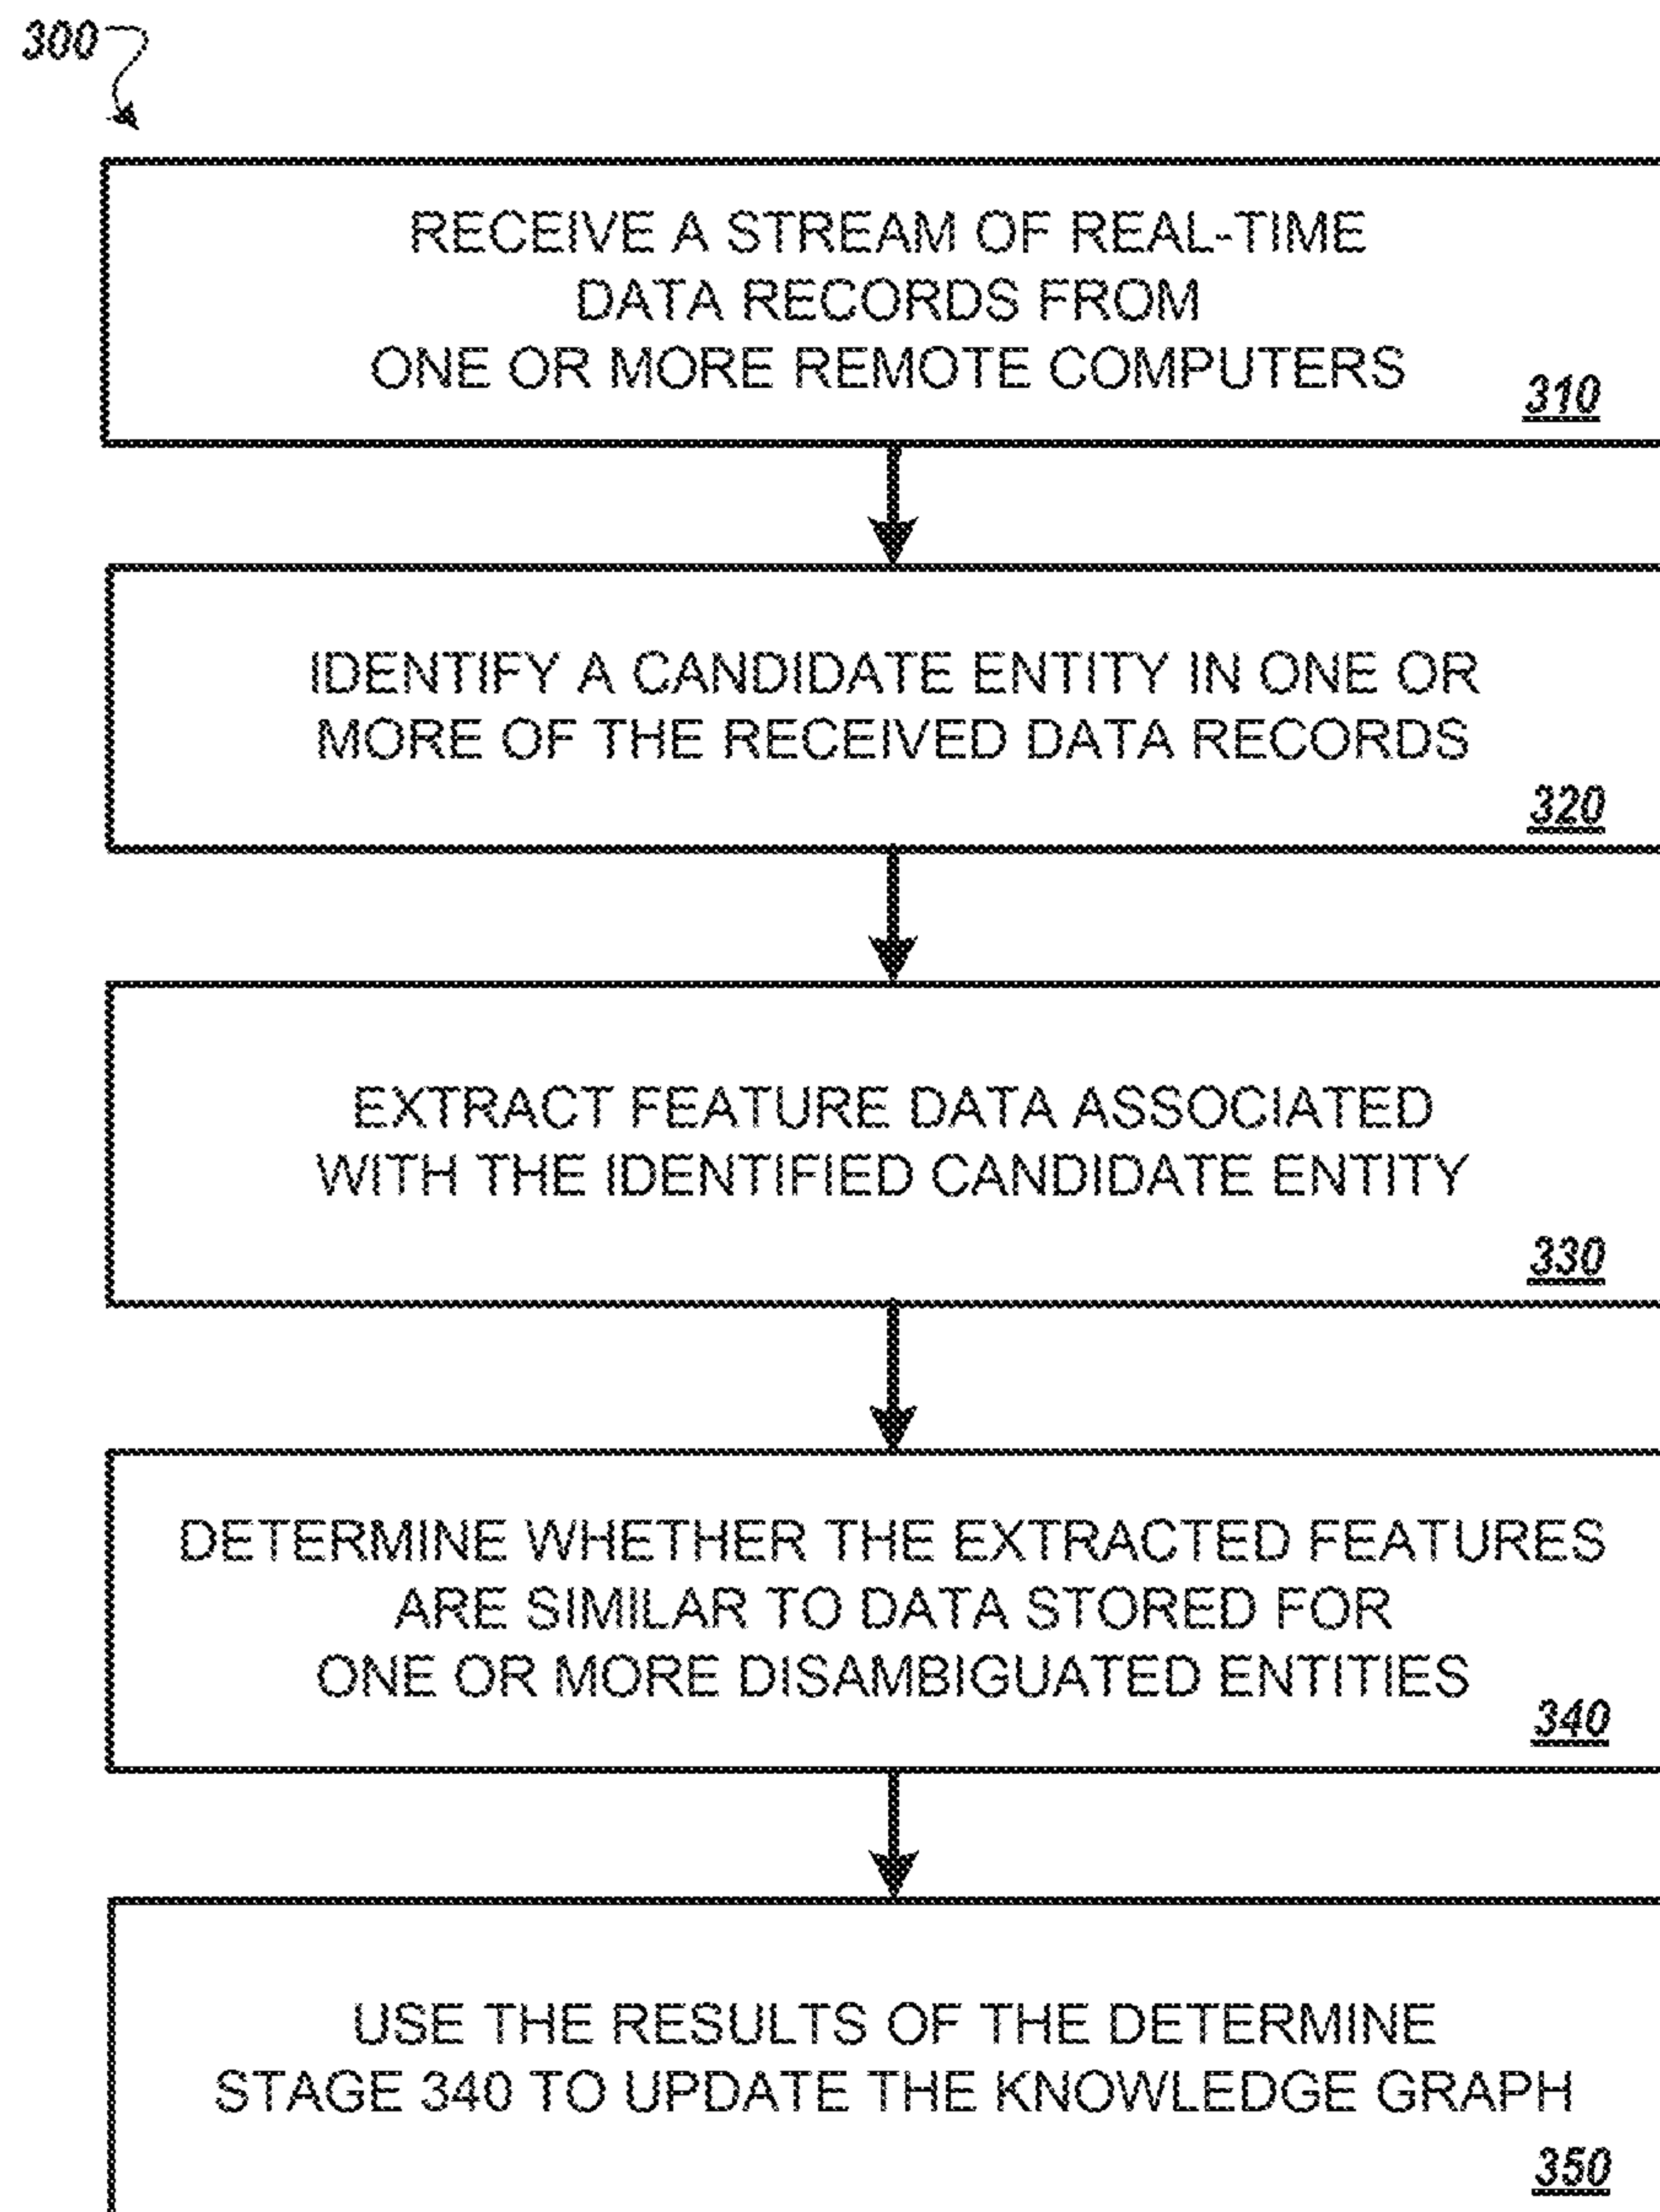 300
RECEIVE A STREAM OF REAL-TIME
DATA RECORDS FROM
ONE OR MORE REMOTE COMPUTERS
310
IDENTIFY A CANDIDATE ENTITY IN ONE OR
MORE OF THE RECEIVED DATA RECORDS
320
EXTRACT FEATURE DATA ASSOCIATED
WITH THE IDENTIFIED CANDIDATE ENTITY
330
DETERMINE WHETHER THE EXTRACTED FEATURES
ARE SIMILAR TO DATA STORED FOR
ONE OR MORE DISAMBIGUATED ENTITIES
340
USE THE RESULTS OF THE DETERMINE
STAGE 340 TO UPDATE THE KNOWLEDGE GRAPH
350